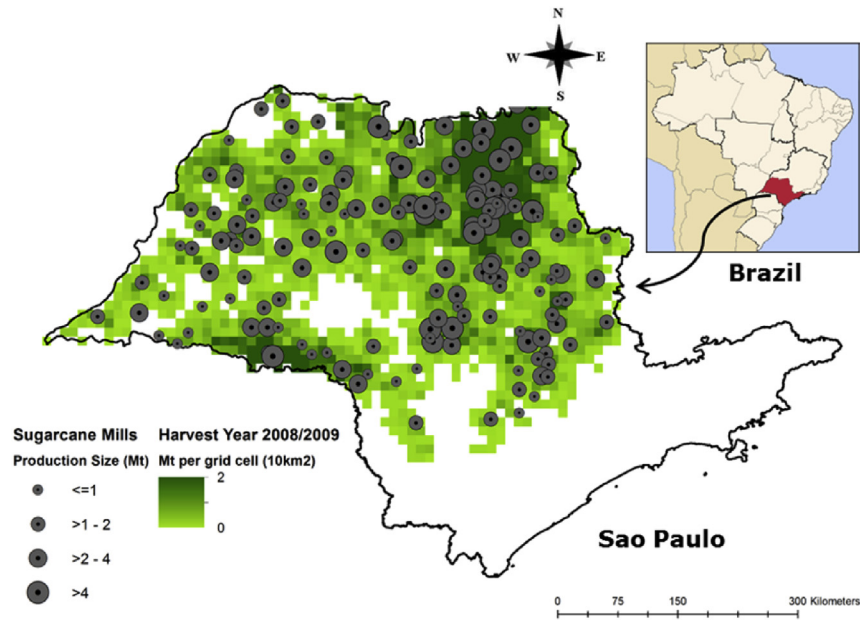 N
W E
S
Brazil
Sugarcane Mills
Production Size (Mt)
<=1
>1 - 2
>2 - 4
>4
Harvest Year 2008/2009
Mt per grid cell (10km2)
2
0
Sao Paulo
0 75 150 300 Kilometers